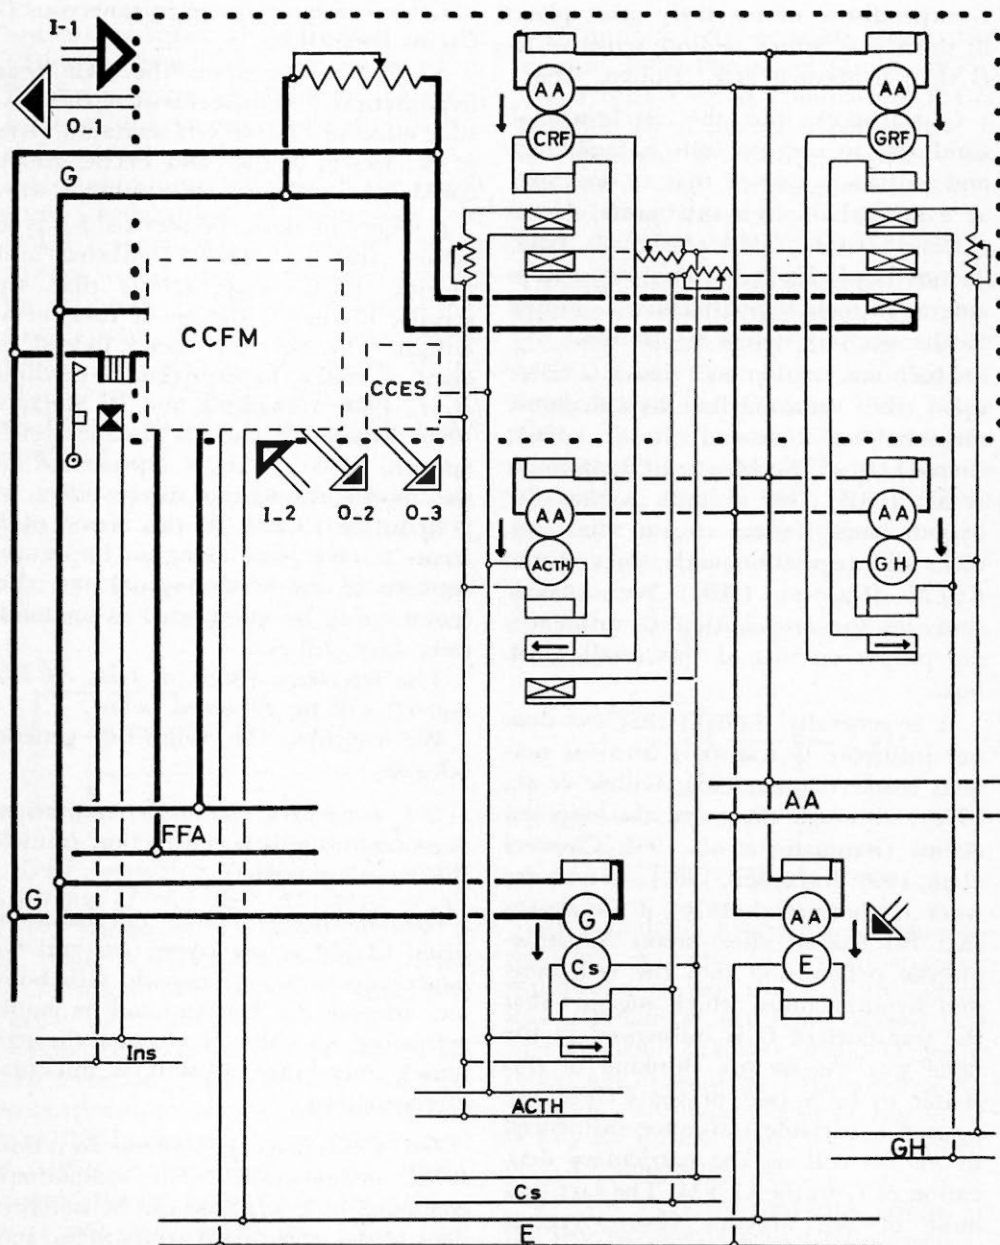 I-1
O-1
AA
AA
CRF
GRF
G
CCFM
CCES
I-2
O.2
O.3
AA
AA
ACTH
GH
AA
FFA
G
G
AA
Cs
E
Ins
ACTH
GH
Cs
E